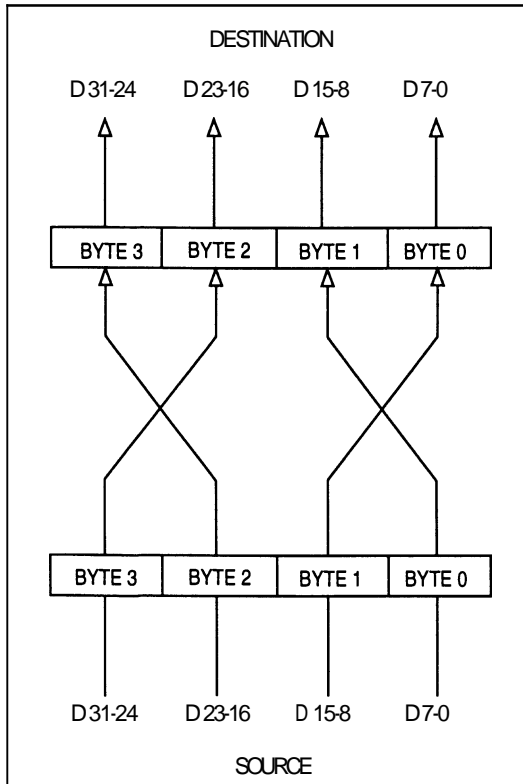 DESTINATION
D31-24 D23-16 D15-8 D7-0
BYTE 3 BYTE 2 BYTE 1 BYTE 0
BYTE 3 BYTE 2 BYTE 1 BYTE 0
D31-24 D23-16 D15-8 D7-0
SOURCE